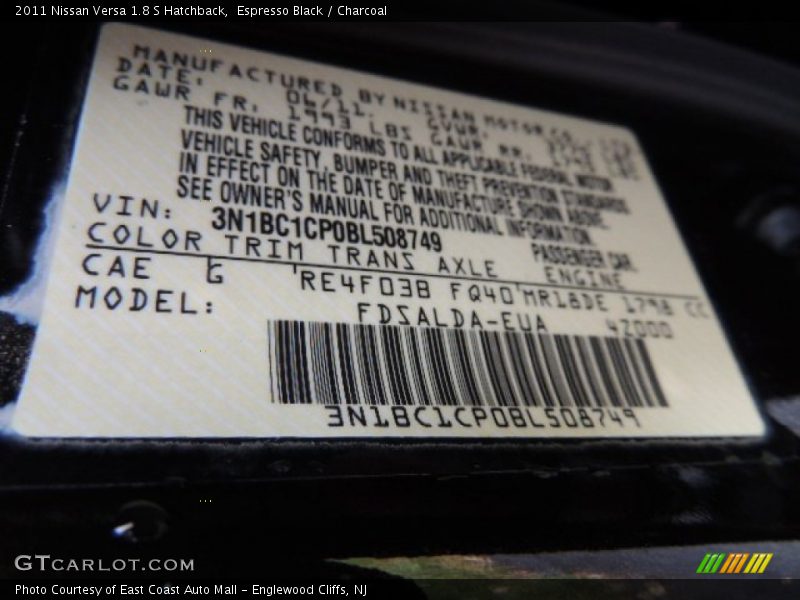 2011 Nissan Versa 1.8 S Hatchback,  Espresso Black / Charcoal
MANUFACTURED BY NISSAN MOTOR CO.
DATE: 06/11. GVWR:
GAWR FR. 1993 LBS GAWR RR.
THIS VEHICLE CONFORMS TO ALL APPLICABLE FEDERAL MOTOR
VEHICLE SAFETY, BUMPER AND THEFT PREVENTION STANDARDS
IN EFFECT ON THE DATE OF MANUFACTURE SHOWN ABOVE.
SEE OWNER'S MANUAL FOR ADDITIONAL INFORMATION.
VIN: 3N1BC1CP0BL508749 PASSENGER CAR.
COLOR TRIM TRANS AXLE ENGINE
CAE G RE4F03B FQ40 MR18DE 1798 CC
MODEL: FDSALDA-EUA 4Z000
3N1BC1CP0BL508749
GTCARLOT.COM
Photo Courtesy of East Coast Auto Mall – Englewood Cliffs, NJ